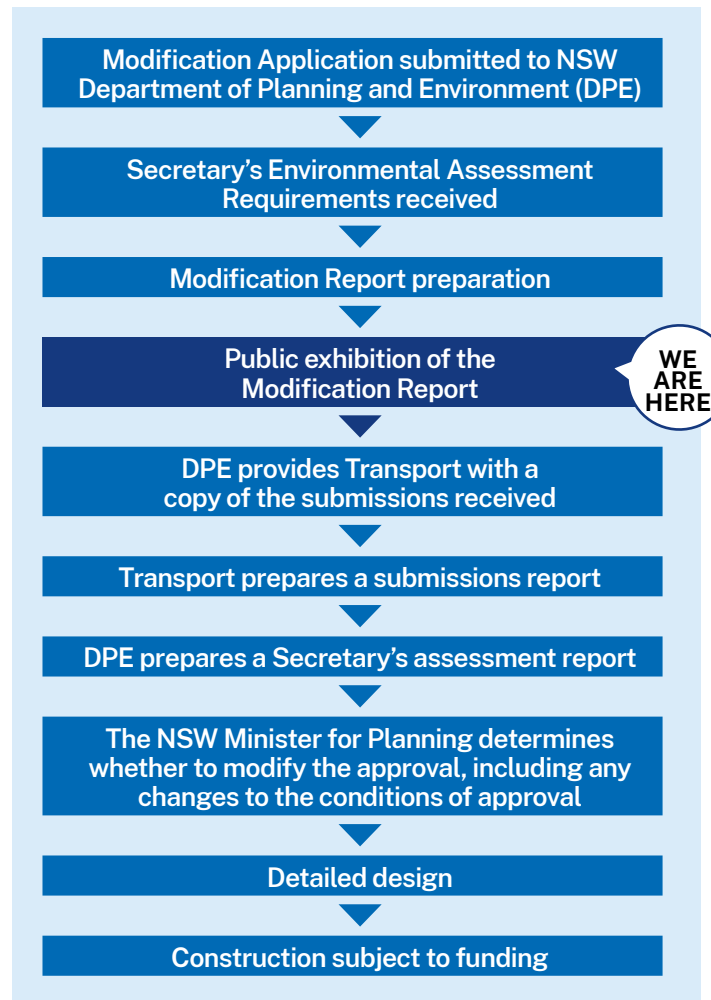 Modification Application submitted to NSW
Department of Planning and Environment (DPE)
Secretary’s Environmental Assessment
Requirements received
Modification Report preparation
Public exhibition of the
Modification Report
WE
ARE
HERE
DPE provides Transport with a
copy of the submissions received
Transport prepares a submissions report
DPE prepares a Secretary’s assessment report
The NSW Minister for Planning determines
whether to modify the approval, including any
changes to the conditions of approval
Detailed design
Construction subject to funding